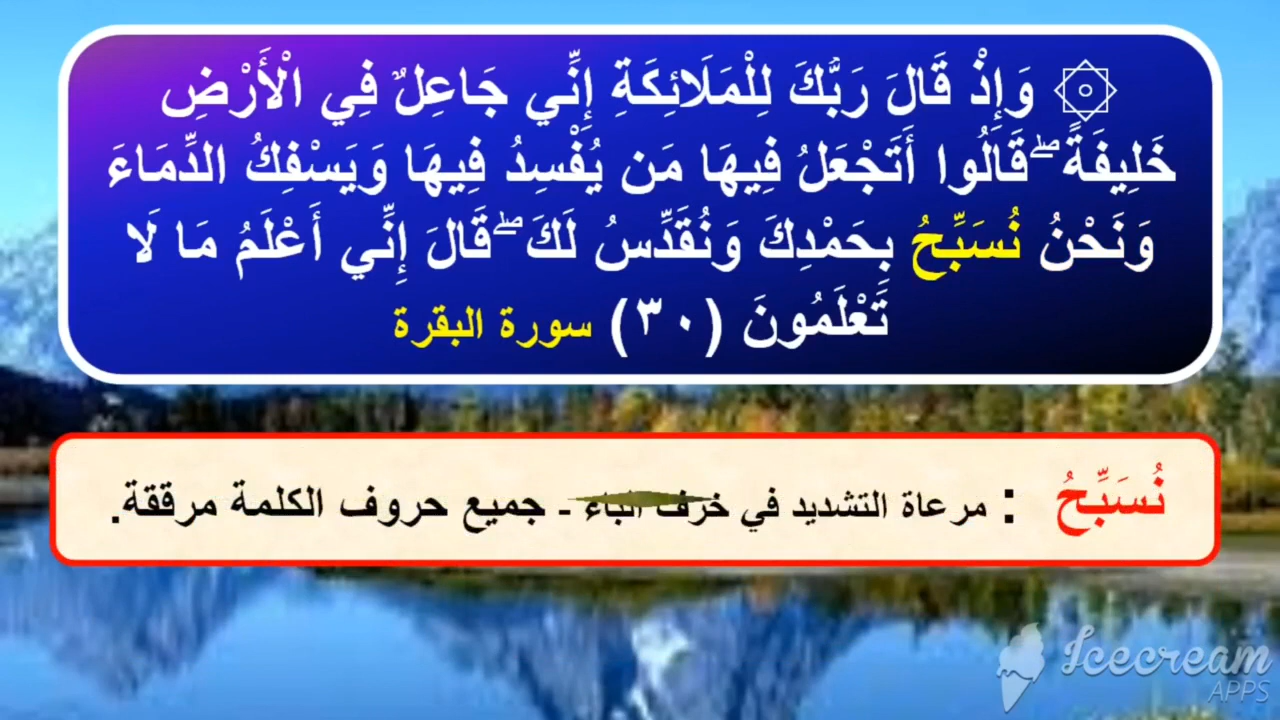 ۞ وَإِذْ قَالَ رَبُّكَ لِلْمَلَائِكَةِ إِنِّي جَاعِلٌ فِي الْأَرْضِ
خَلِيفَةً ۖ قَالُوا أَتَجْعَلُ فِيهَا مَن يُفْسِدُ فِيهَا وَيَسْفِكُ الدِّمَاءَ
وَنَحْنُ نُسَبِّحُ بِحَمْدِكَ وَنُقَدِّسُ لَكَ ۖ قَالَ إِنِّي أَعْلَمُ مَا لَا
تَعْلَمُونَ (٣٠) سورة البقرة
نُسَبِّحُ : مرعاة التشديد في - جميع حروف الكلمة مرققة.
Icecream
APPS